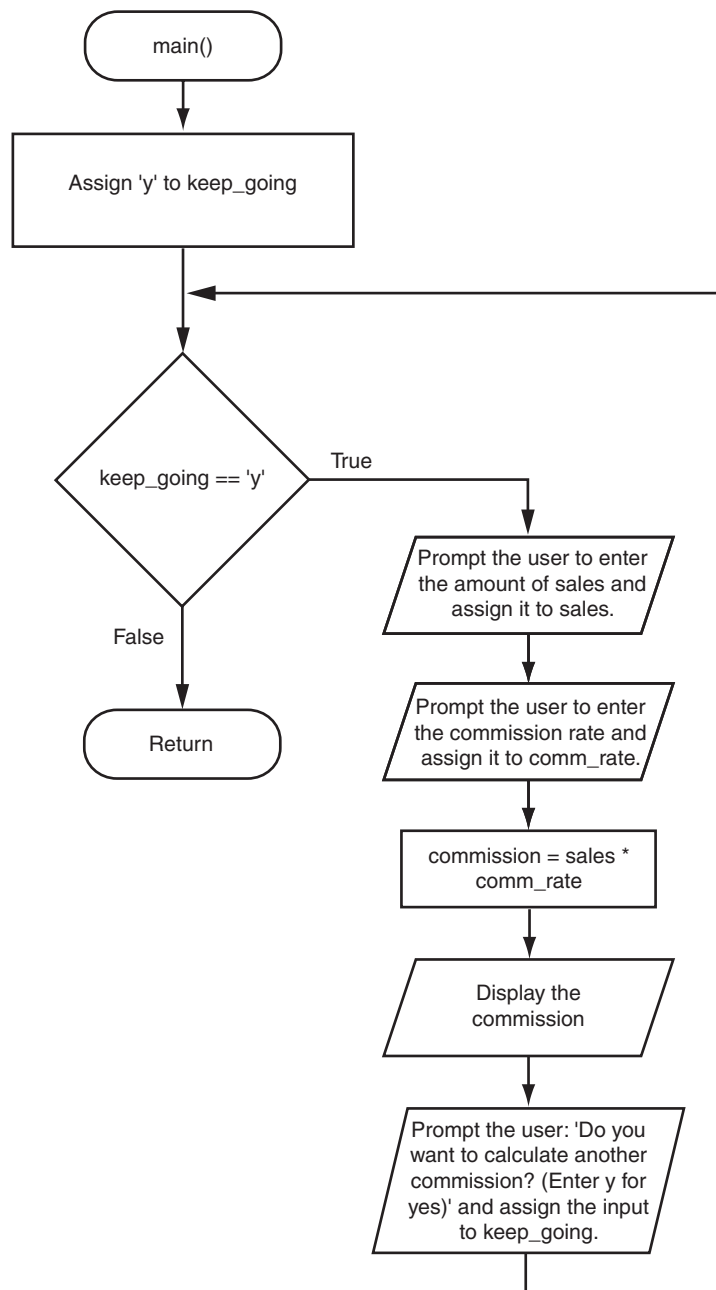 main()
Assign 'y' to keep_going
keep_going == 'y'
True
False
Return
Prompt the user to enter
the amount of sales and
assign it to sales.
Prompt the user to enter
the commission rate and
assign it to comm_rate.
commission = sales *
comm_rate
Display the
commission
Prompt the user: 'Do you
want to calculate another
commission? (Enter y for
yes)' and assign the input
to keep_going.